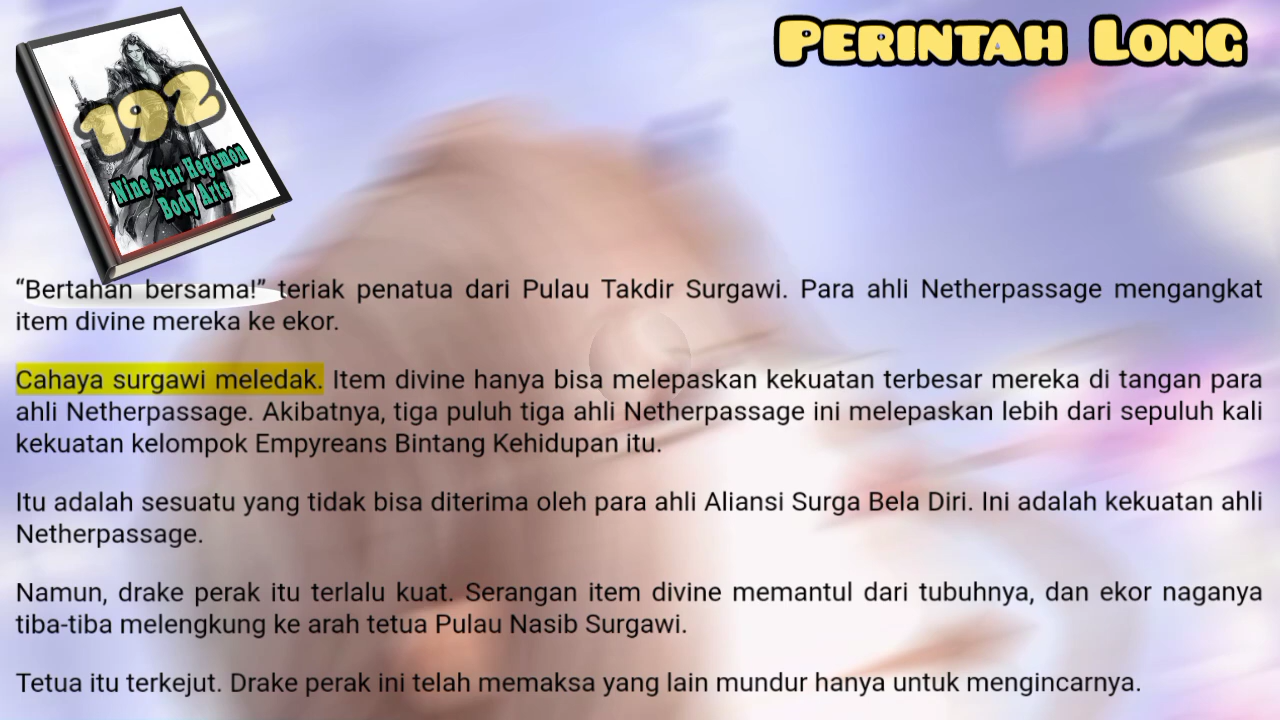 PERINTAH LONG
192
Nine Star Hegemon
Body Arts
“Bertahan bersama!” teriak penatua dari Pulau Takdir Surgawi. Para ahli Netherpassage mengangkat
item divine mereka ke ekor.
Cahaya surgawi meledak. Item divine hanya bisa melepaskan kekuatan terbesar mereka di tangan para
ahli Netherpassage. Akibatnya, tiga puluh tiga ahli Netherpassage ini melepaskan lebih dari sepuluh kali
kekuatan kelompok Empyreans Bintang Kehidupan itu.
Itu adalah sesuatu yang tidak bisa diterima oleh para ahli Aliansi Surga Bela Diri. Ini adalah kekuatan ahli
Netherpassage.
Namun, drake perak itu terlalu kuat. Serangan item divine memantul dari tubuhnya, dan ekor naganya
tiba-tiba melengkung ke arah tetua Pulau Nasib Surgawi.
Tetua itu terkejut. Drake perak ini telah memaksa yang lain mundur hanya untuk mengincarnya.